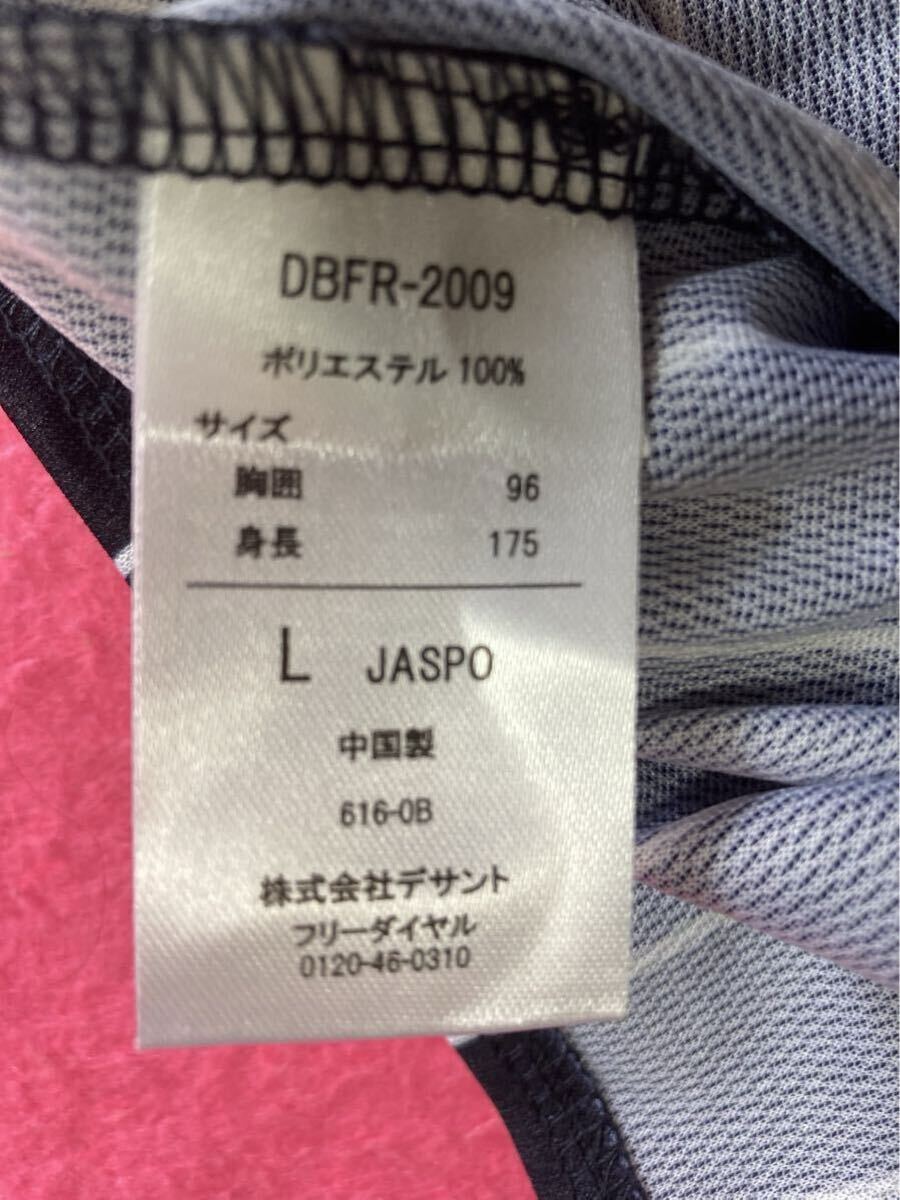 DBFR-2009
ポリエステル 100%
サイズ
胸囲 96
身長 175
L JASPO
中国製
616-0B
株式会社デサント
フリーダイヤル
0120-46-0310